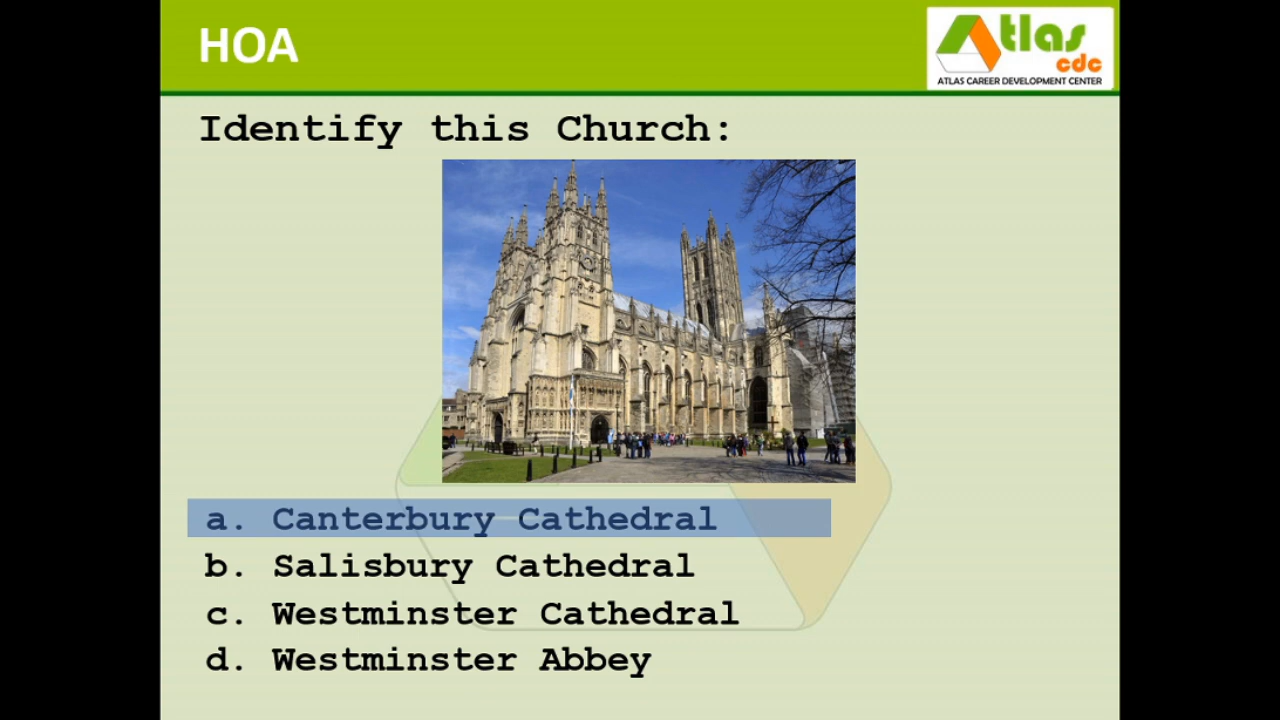 HOA
Atlas
cdc
ATLAS CAREER DEVELOPMENT CENTER
Identify this Church:
a. Canterbury Cathedral
b. Salisbury Cathedral
c. Westminster Cathedral
d. Westminster Abbey